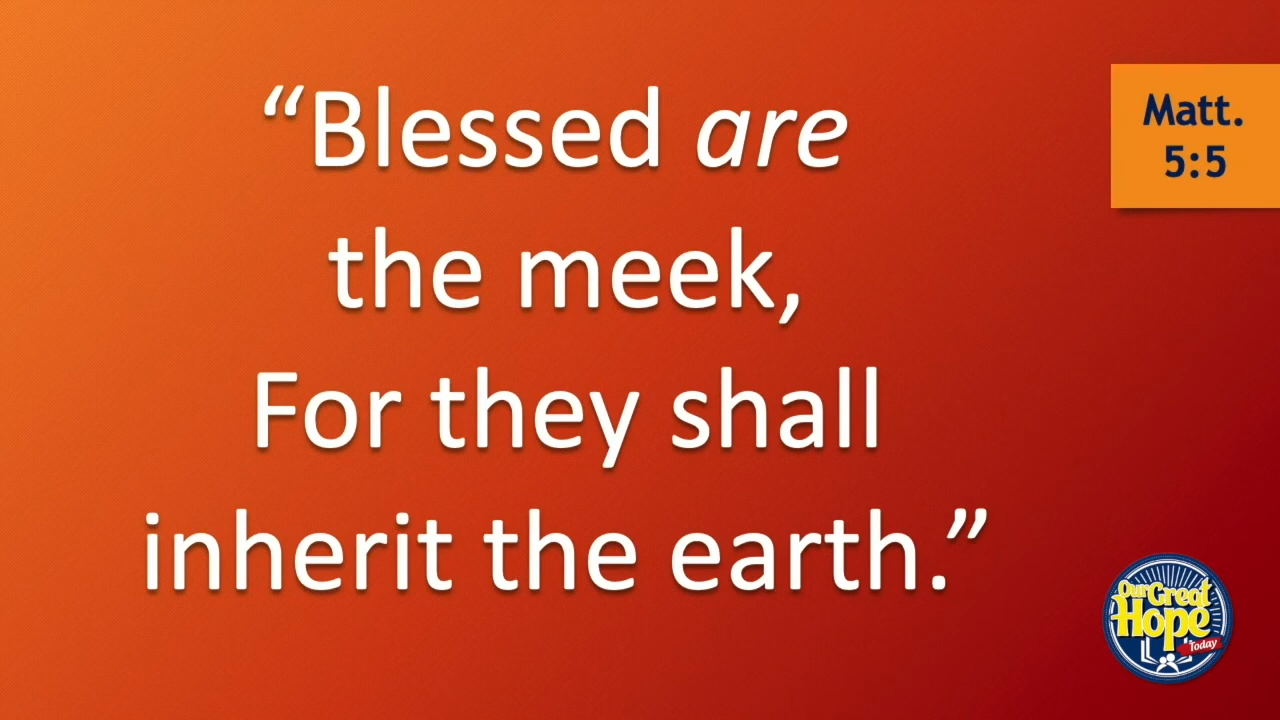 “Blessed are
the meek,
For they shall
inherit the earth.”
Matt.
5:5
Our Great
Hope
Today